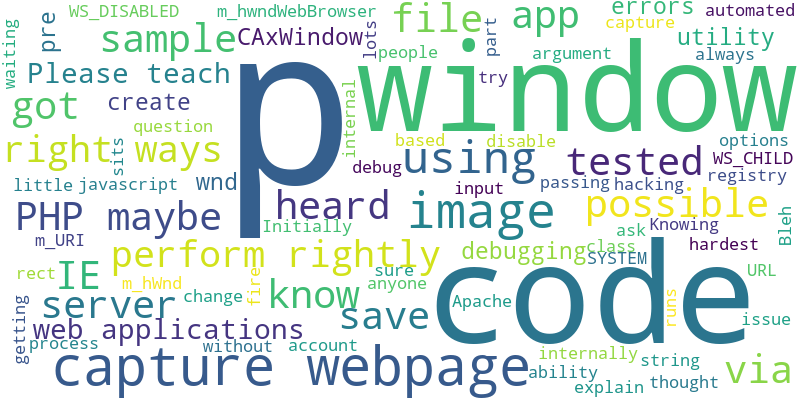 WS_DISABLED
m_hwndWebBrowser
errors
automated
waiting
pre
sample
CAxWindow
lots
file
part
app
capture
utility
people
argument
always
Please teach
p
window
try
got
create
internal
question
right
ways
sits
based
disable
using
tested
options
WS_CHILD
debug
registry
little
javascript
wnd
heard
input
passing
hacking
possible
PHP
maybe
image
Initially
Knowing
ask
Bleh
m_URI
perform
rightly
debugging
class
SYSTEM
hardest
rect
IE
m_hWnd
fire
sure
anyone
code
URL
server
change
know
save
Apache
runs
issue
getting
web applications
without
account
process
capture webpage
internally
string
via
ability
explain
thought